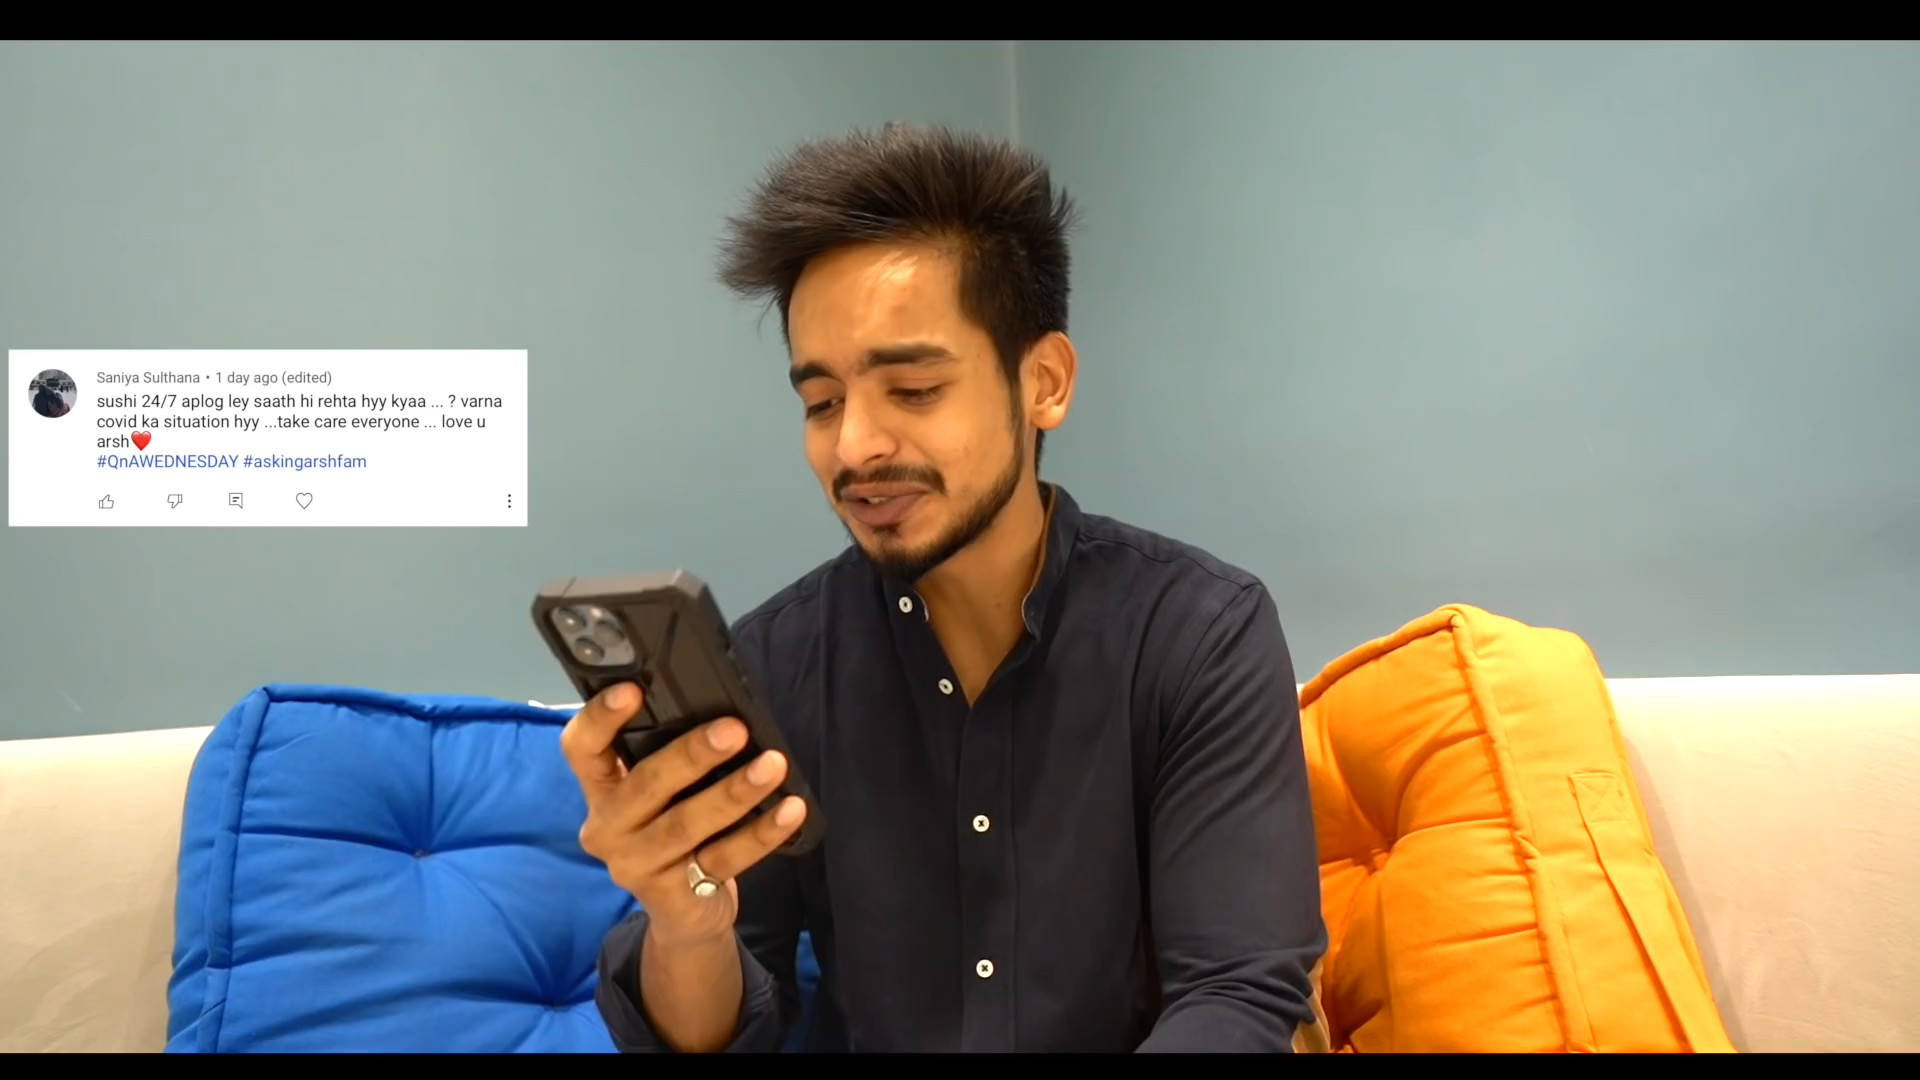 Saniya Sulthana • 1 day ago (edited)
sushi 24/7 aplog ley saath hi rehta hyy kyaa ... ? varna
covid ka situation hyy ...take care everyone ... love u
arsh❤️
#QnAWEDNESDAY #askingarshfam